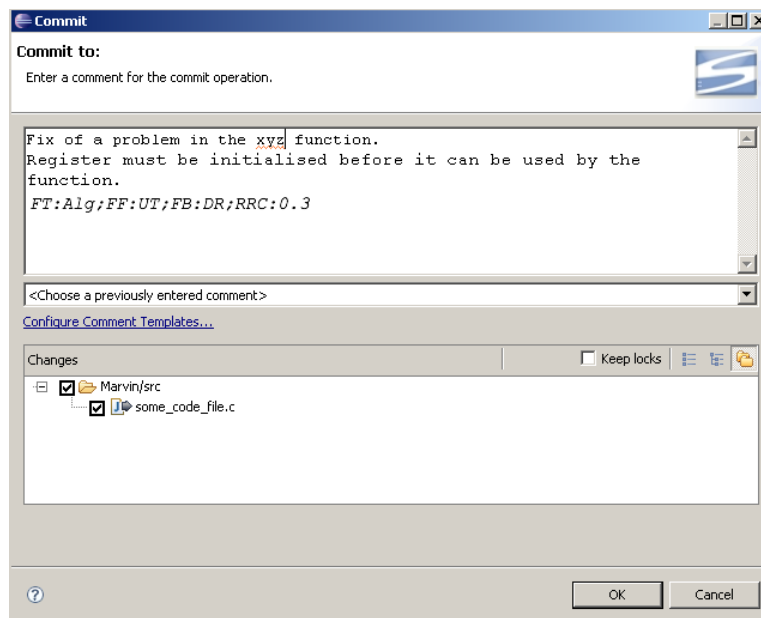 Commit
Commit to:
Enter a comment for the commit operation.
Fix of a problem in the xyz function.
Register must be initialised before it can be used by the
function.
FT:Alg;FF:UT;FB:DR;RRC:0.3
<Choose a previously entered comment>
Configure Comment Templates...
Changes
Keep locks
Marvin/src
some_code_file.c
OK
Cancel